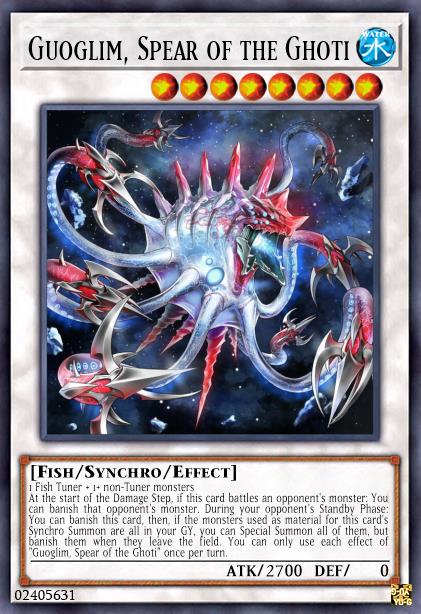 Guoglim, Spear of the Ghoti
WATER
水
[Fish/Synchro/Effect]
1 Fish Tuner + 1+ non-Tuner monsters
At the start of the Damage Step, if this card battles an opponent's monster: You
can banish that opponent's monster. During your opponent's Standby Phase:
You can banish this card, then, if the monsters used as material for this card's
Synchro Summon are all in your GY, you can Special Summon all of them, but
banish them when they leave the field. You can only use each effect of
"Guoglim, Spear of the Ghoti" once per turn.
ATK/2700 DEF/ 0
02405631